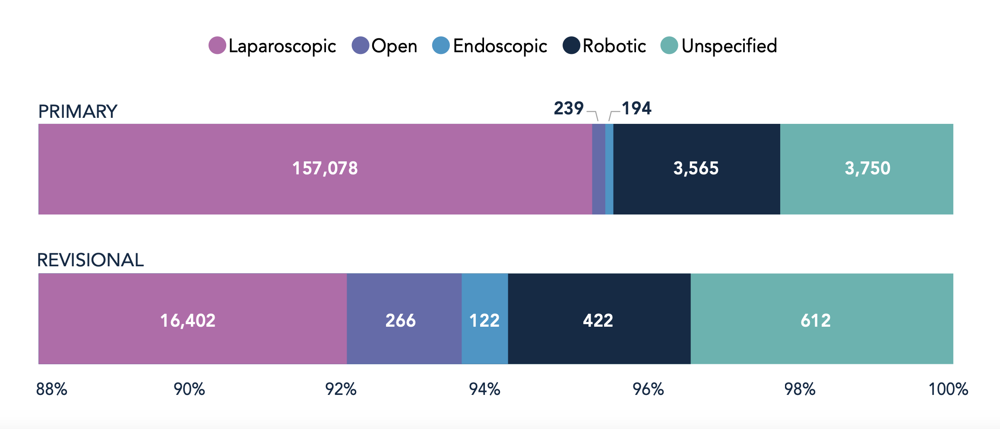 Laparoscopic Open Endoscopic Robotic Unspecified
239 194
PRIMARY
157,078 3,565 3,750
REVISIONAL
16,402 266 122 422 612
88% 90% 92% 94% 96% 98% 100%